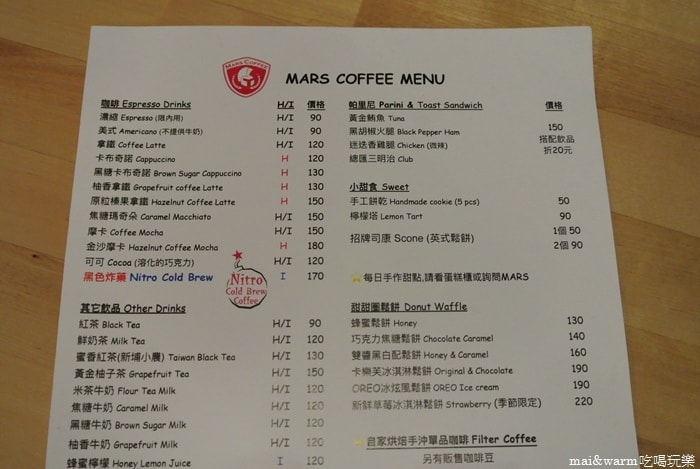 MARS COFFEE
MARS COFFEE MENU
咖啡 Espresso Drinks H/I 價格
濃縮 Espresso (限內用) H/I 90
美式 Americano (不提供牛奶) H/I 90
拿鐵 Coffee Latte H/I 120
卡布奇諾 Cappuccino H 120
黑糖卡布奇諾 Brown Sugar Cappuccino H 130
柚香拿鐵 Grapefruit coffee Latte H 130
原粒榛果拿鐵 Hazelnut Coffee Latte H/I 150
焦糖瑪奇朵 Caramel Macchiato H/I 150
摩卡 Coffee Mocha H/I 150
金沙摩卡 Hazelnut Coffee Mocha H 180
可可 Cocoa (溶化的巧克力) H/I 120
黑色炸藥 Nitro Cold Brew I 170
Nitro
Cold Brew
Coffee
其它飲品 Other Drinks
紅茶 Black Tea H/I 90
鮮奶茶 Milk Tea H/I 120
蜜香紅茶(新埔小農) Taiwan Black Tea H/I 130
黃金柚子茶 Grapefruit Tea H/I 150
米茶牛奶 Flour Tea Milk H/I 120
焦糖牛奶 Caramel Milk H/I 120
黑糖牛奶 Brown Sugar Milk H/I 120
柚香牛奶 Grapefruit Milk H/I 120
蜂蜜檸檬 Honey Lemon Juice I 120
帕里尼 Parini & Toast Sandwich 價格
黃金鮪魚 Tuna
黑胡椒火腿 Black Pepper Ham
迷迭香雞腿 Chicken (微辣)
總匯三明治 Club
150
搭配飲品
折20元
小甜食 Sweet
手工餅乾 Handmade cookie (5 pcs) 50
檸檬塔 Lemon Tart 90
招牌司康 Scone (英式鬆餅) 1個 50
2個 90
每日手作甜點,請看蛋糕櫃或詢問MARS
甜甜圈鬆餅 Donut Waffle
蜂蜜鬆餅 Honey 130
巧克力焦糖鬆餅 Chocolate Caramel 140
雙醬黑白配鬆餅 Honey & Caramel 160
卡樂芙冰淇淋鬆餅 Original & Chocolate 190
OREO冰炫風鬆餅 OREO Ice cream 190
新鮮草莓冰淇淋鬆餅 Strawberry (季節限定) 220
自家烘焙手沖單品咖啡 Filter Coffee
另有販售咖啡豆
mai&warm吃喝玩樂